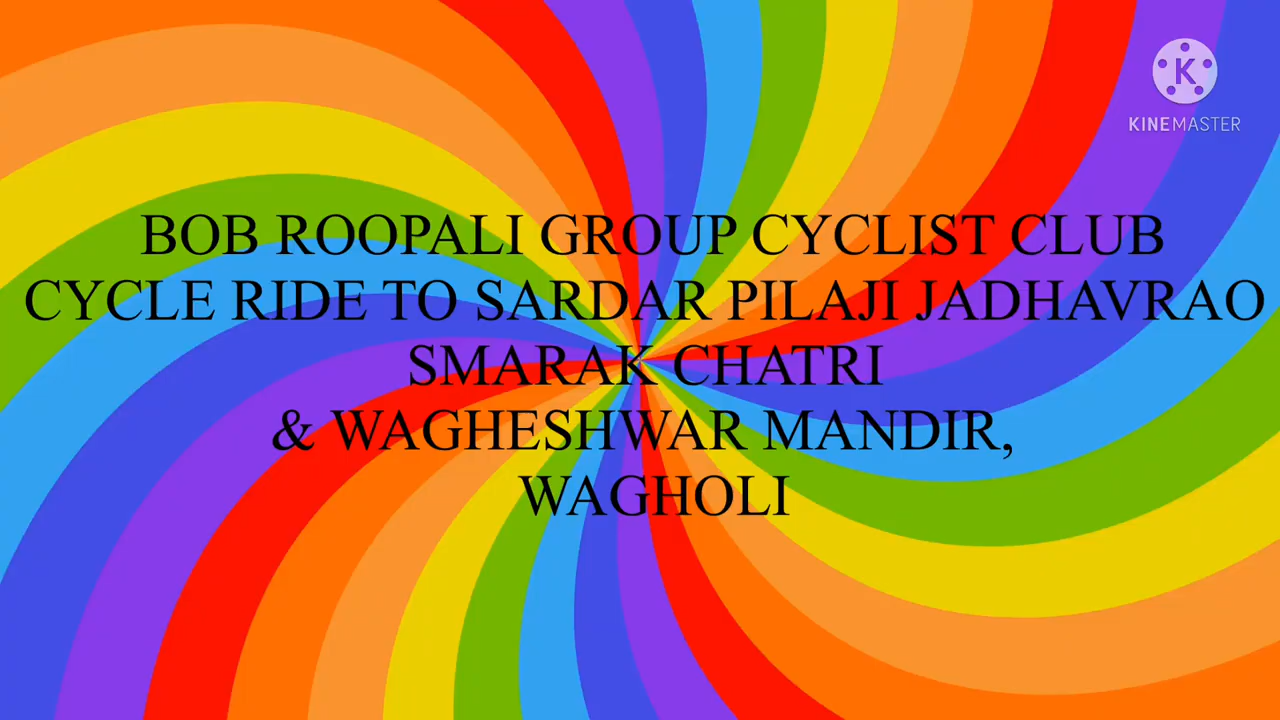 K
KINEMASTER
BOB ROOPALI GROUP CYCLIST CLUB
CYCLE RIDE TO SARDAR PILAJI JADHAVRAO
SMARAK CHATRI
& WAGHESHWAR MANDIR,
WAGHOLI